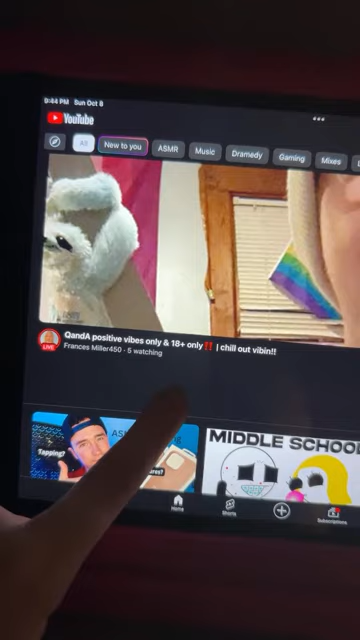 9:44 PM Sun Oct 8
YouTube
All
New to you
ASMR
Music
Dramedy
Gaming
Mixes
LIVE
QandA positive vibes only & 18+ only‼️ | chill out vibin!!
Frances Miller450 · 5 watching
Tapping?
MIDDLE SCHOOL
Home
Shorts
Subscriptions